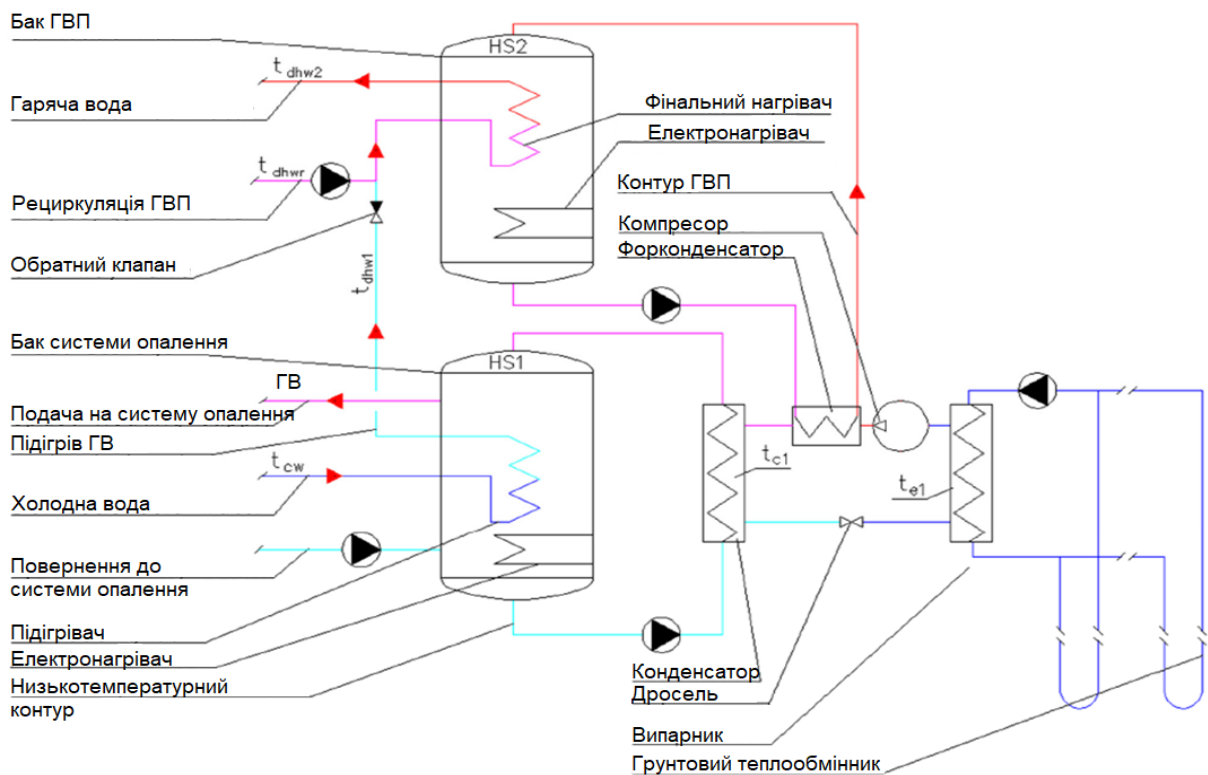 Бак ГВП
HS2
t dhw2
Гаряча вода
Фінальний нагрівач
Електронагрівач
t dhwr
Контур ГВП
Рециркуляція ГВП
Компресор
Форконденсатор
Обратний клапан
t dhw1
Бак системи опалення
HS1
ГВ
Подача на систему опалення
Підігрів ГВ
t c1
t cw
t e1
Холодна вода
Повернення до
системи опалення
Підігрівач
Електронагрівач
Низькотемпературний
контур
Конденсатор
Дросель
Випарник
Грунтовий теплообмінник